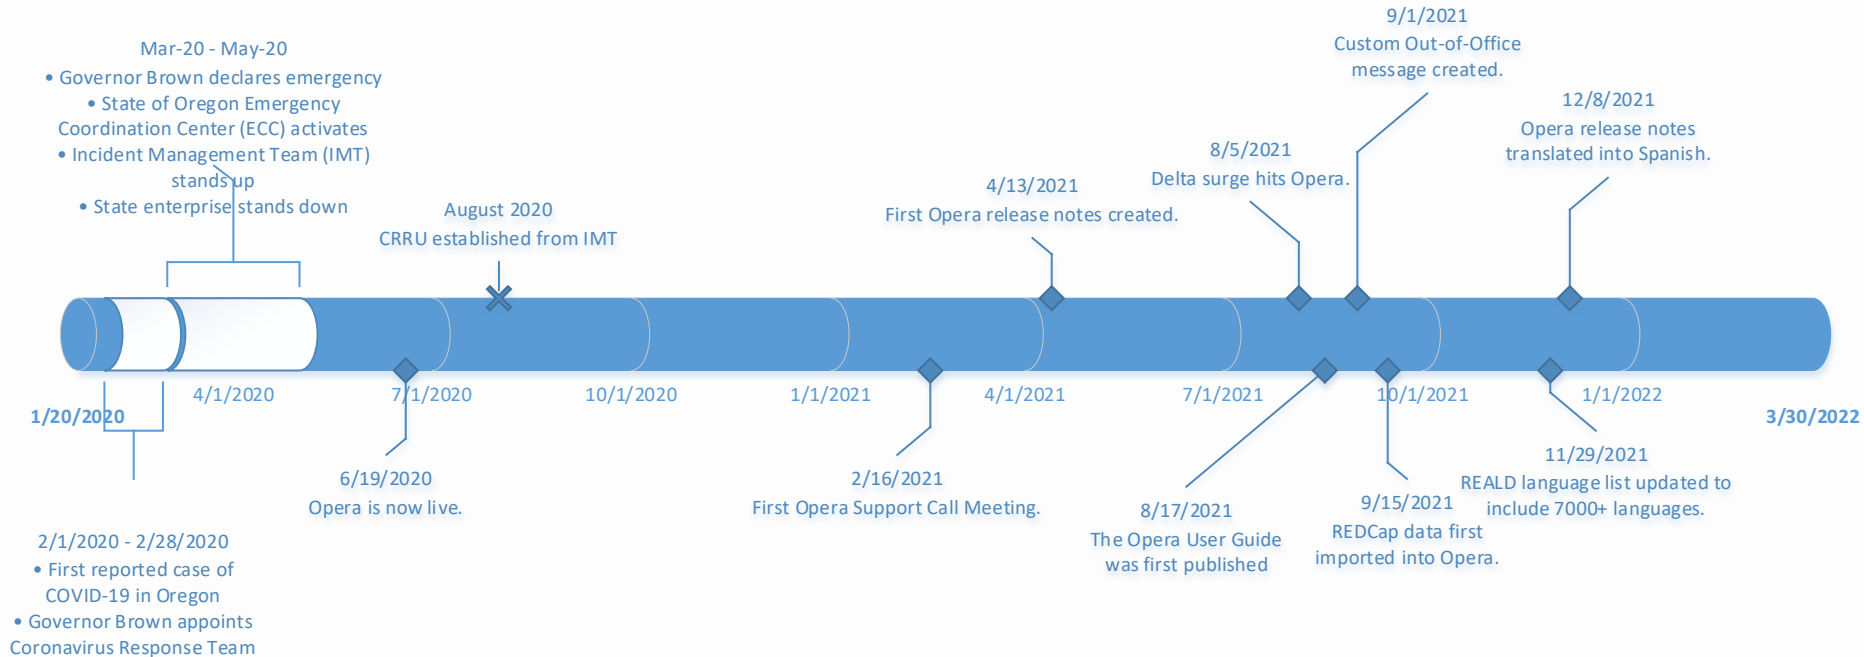 9/1/2021
Custom Out-of-Office
message created.
Mar-20 - May-20
• Governor Brown declares emergency
• State of Oregon Emergency
Coordination Center (ECC) activates
• Incident Management Team (IMT)
stands up
• State enterprise stands down
12/8/2021
Opera release notes
translated into Spanish.
8/5/2021
Delta surge hits Opera.
4/13/2021
First Opera release notes created.
August 2020
CRRU established from IMT
4/1/2020
7/1/2020
10/1/2020
1/1/2021
4/1/2021
7/1/2021
10/1/2021
1/1/2022
1/20/2020
3/30/2022
6/19/2020
Opera is now live.
2/16/2021
First Opera Support Call Meeting.
8/17/2021
The Opera User Guide
was first published
9/15/2021
REDCap data first
imported into Opera.
11/29/2021
REALD language list updated to
include 7000+ languages.
2/1/2020 - 2/28/2020
• First reported case of
COVID-19 in Oregon
• Governor Brown appoints
Coronavirus Response Team